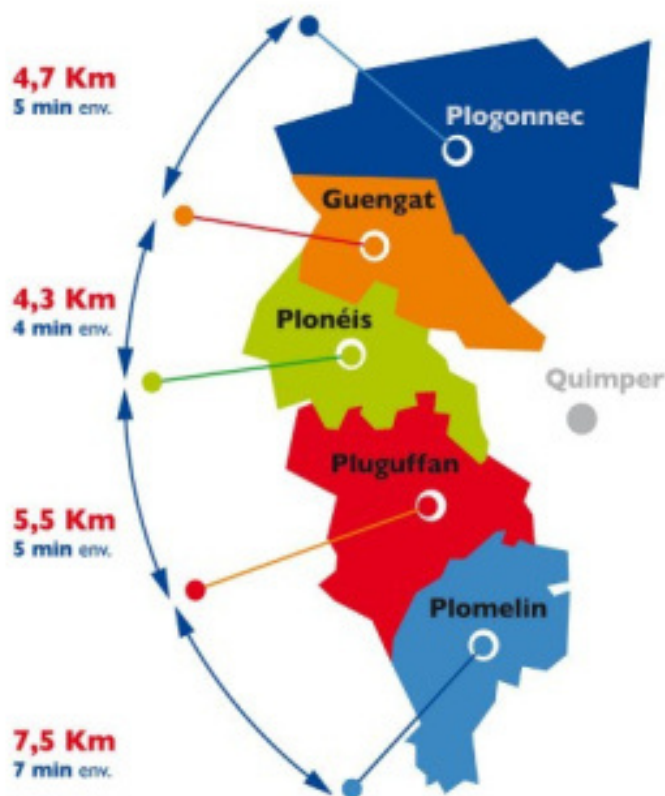 4,7 Km
5 min env.
Plogonnec
Guengat
4,3 Km
4 min env.
Plonéis
Quimper
Pluguffan
5,5 Km
5 min env.
Plomelin
7,5 Km
7 min env.